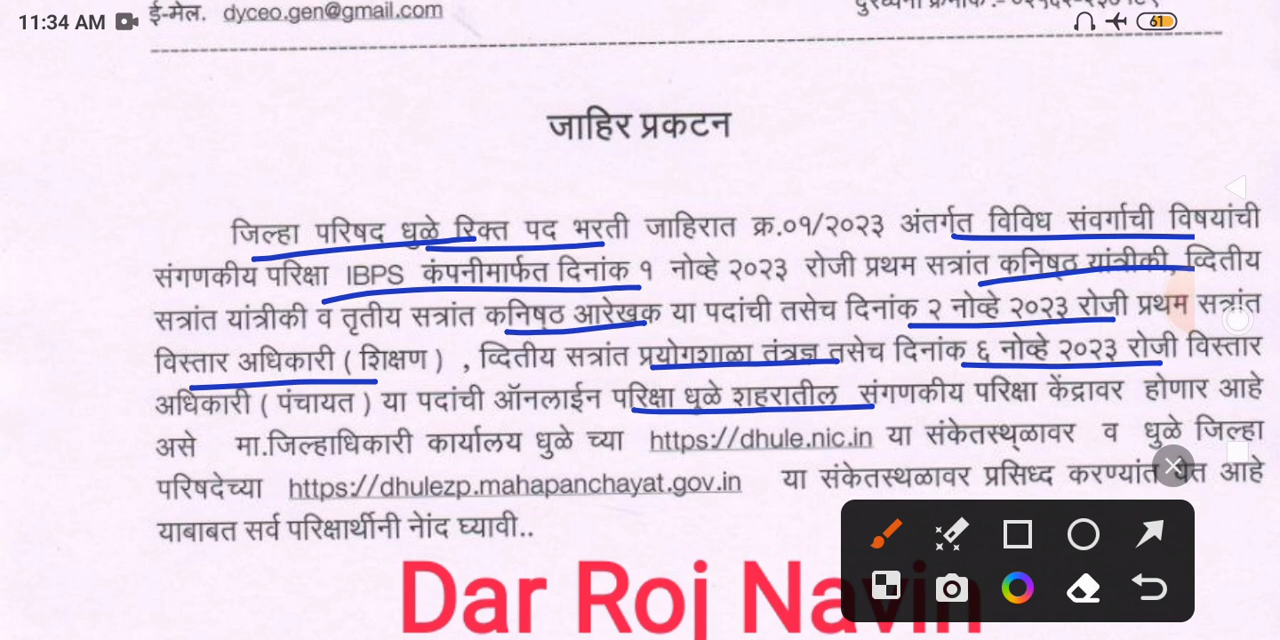 11:34 AM
61
ई-मेल. dyceo.gen@gmail.com
जाहिर प्रकटन
जिल्हा परिषद धुळे रिक्त पद भरती जाहिरात क्र.०१/२०२३ अंतर्गत विविध संवर्गाची विषयांची
संगणकीय परिक्षा IBPS कंपनीमार्फत दिनांक १ नोव्हे २०२३ रोजी प्रथम सत्रांत कनिष्ठ यांत्रीकी, व्दितीय
सत्रांत यांत्रीकी व तृतीय सत्रांत कनिष्ठ आरेखक या पदांची तसेच दिनांक २ नोव्हे २०२३ रोजी प्रथम सत्रांत
विस्तार अधिकारी ( शिक्षण ) , व्दितीय सत्रांत प्रयोगशाळा तंत्रज्ञ तसेच दिनांक ६ नोव्हे २०२३ रोजी विस्तार
अधिकारी ( पंचायत ) या पदांची ऑनलाईन परिक्षा धुळे शहरातील संगणकीय परिक्षा केंद्रावर होणार आहे
असे मा.जिल्हाधिकारी कार्यालय धुळे च्या https://dhule.nic.in या संकेतस्थळावर व धुळे जिल्हा
परिषदेच्या https://dhulezp.mahapanchayat.gov.in या संकेतस्थळावर प्रसिध्द करण्यांत येत आहे
याबाबत सर्व परिक्षार्थीनी नोंद घ्यावी..
Dar Roj Navin